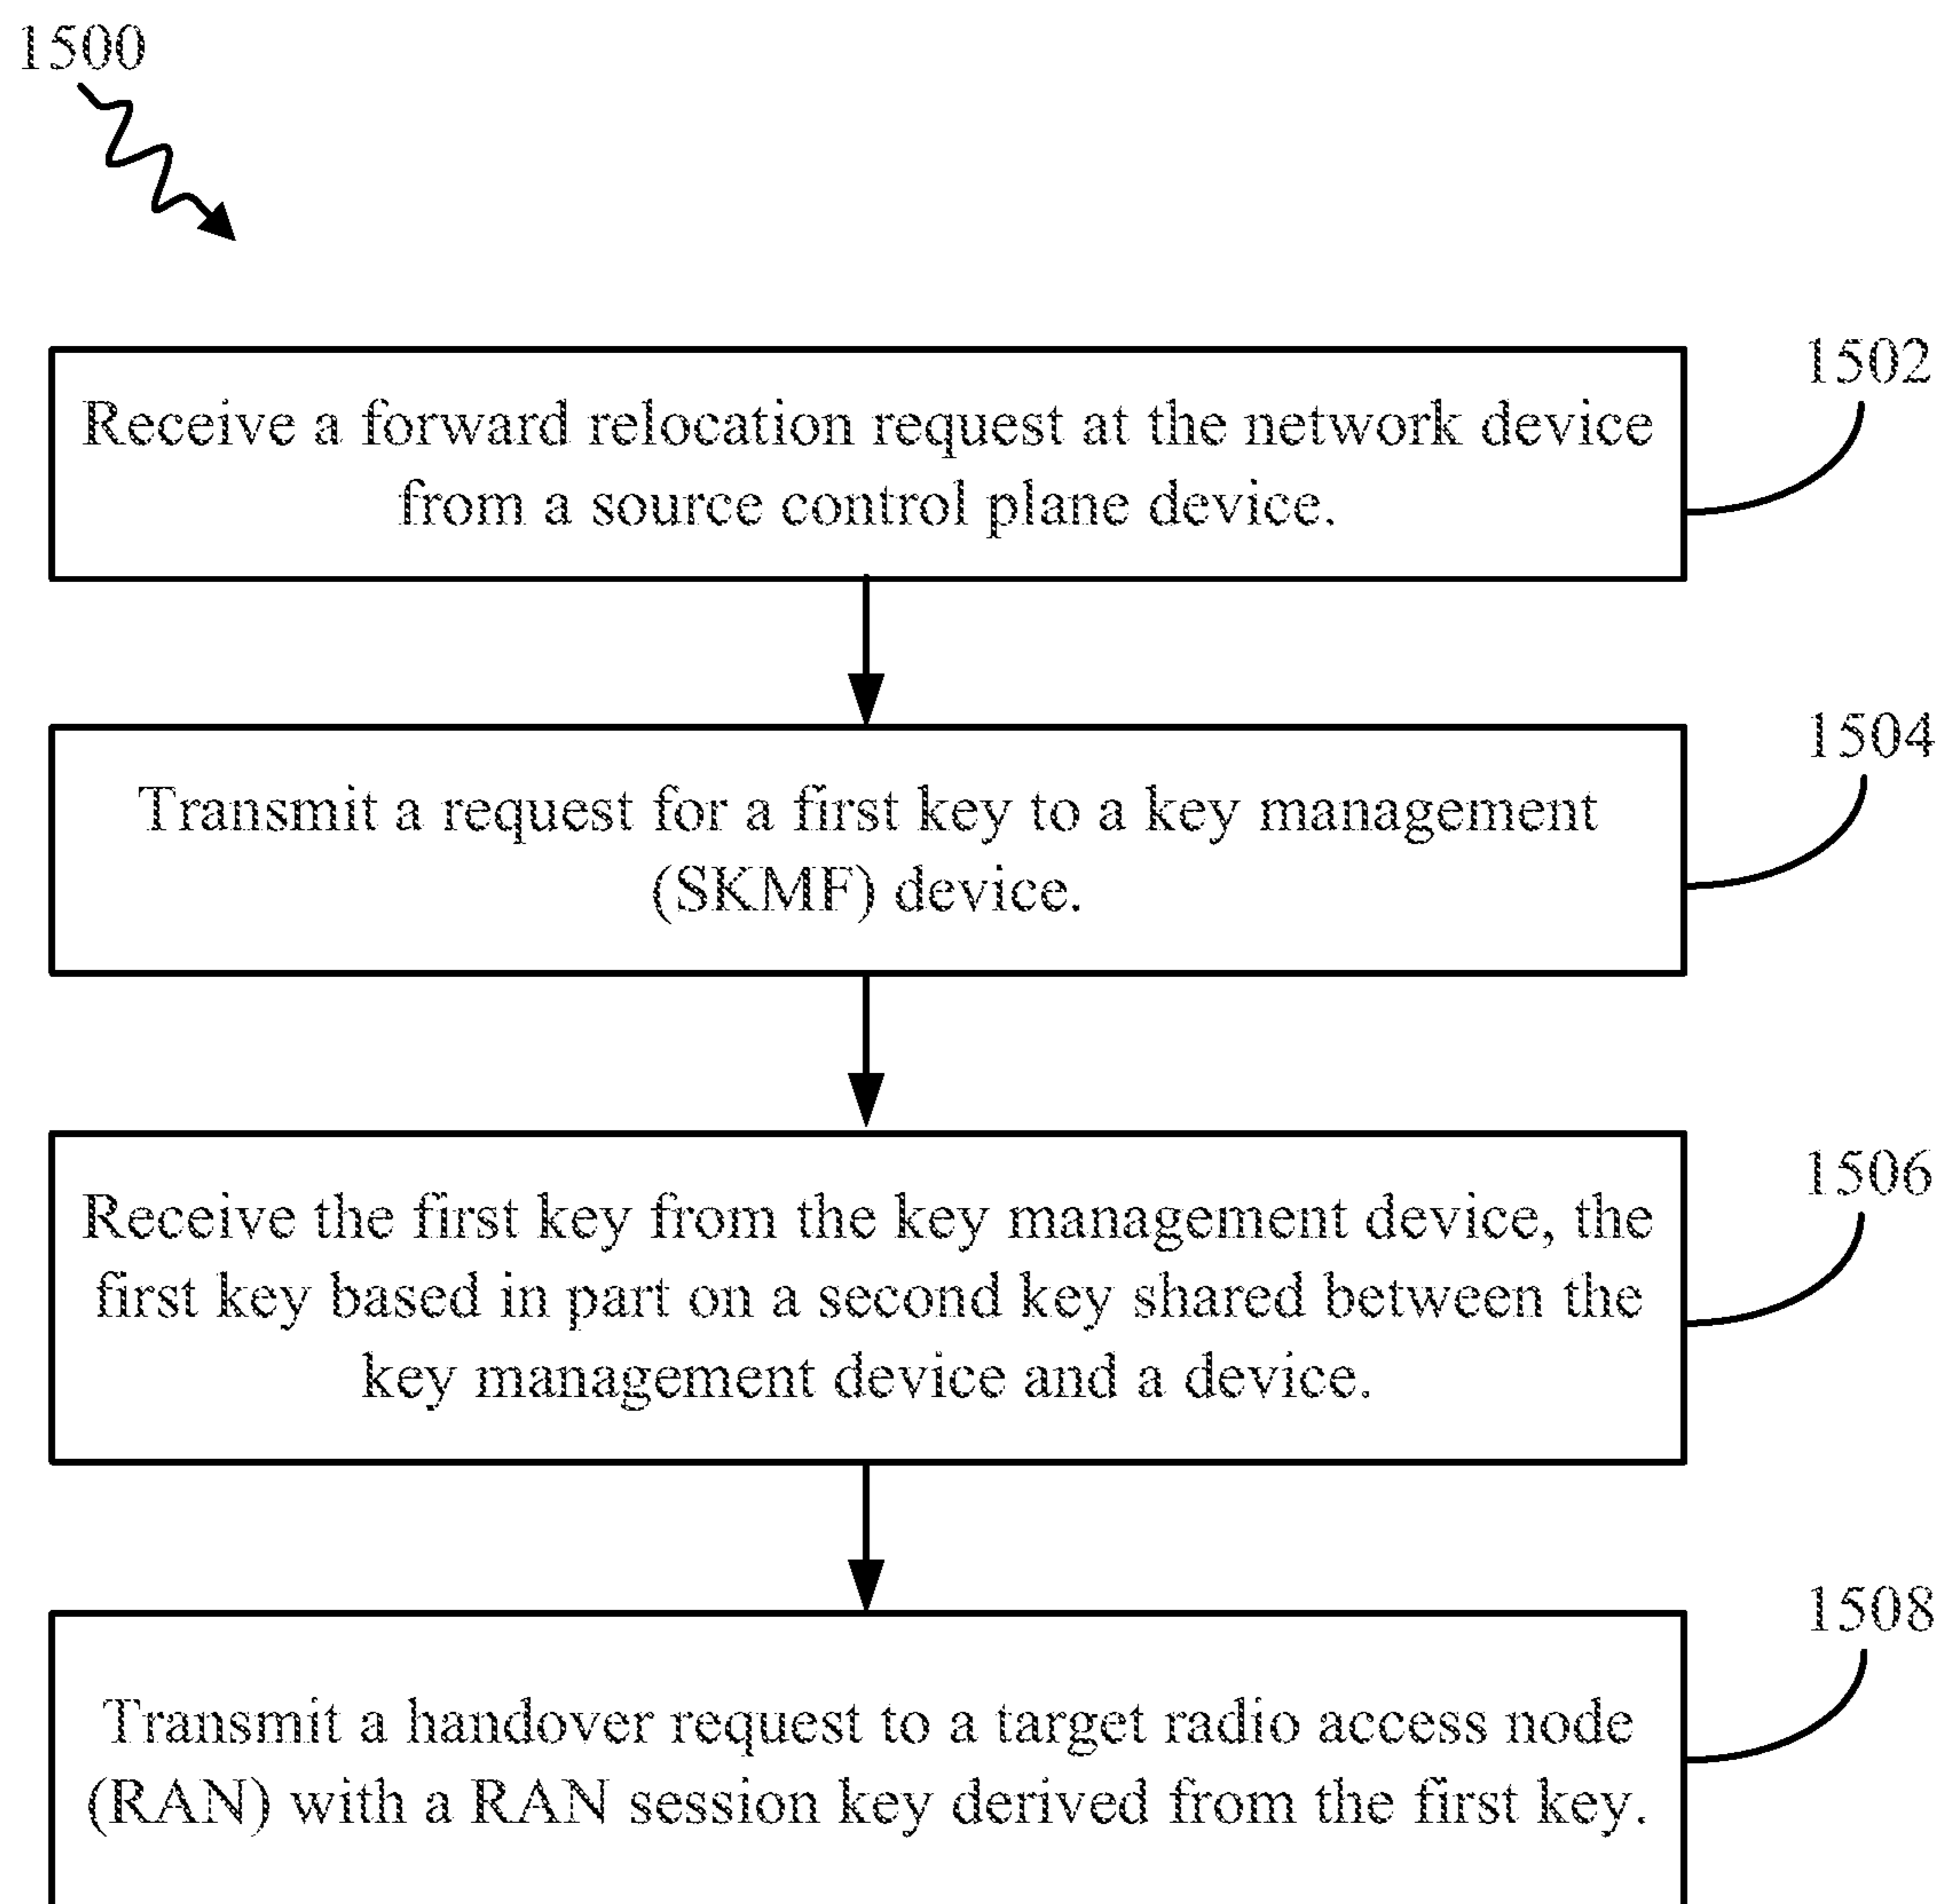 1500
1502
Receive a forward relocation request at the network device
from a source control plane device.
1504
Transmit a request for a first key to a key management
(SKMF) device.
1506
Receive the first key from the key management device, the
first key based in part on a second key shared between the
key management device and a device.
1508
Transmit a handover request to a target radio access node
(RAN) with a RAN session key derived from the first key.